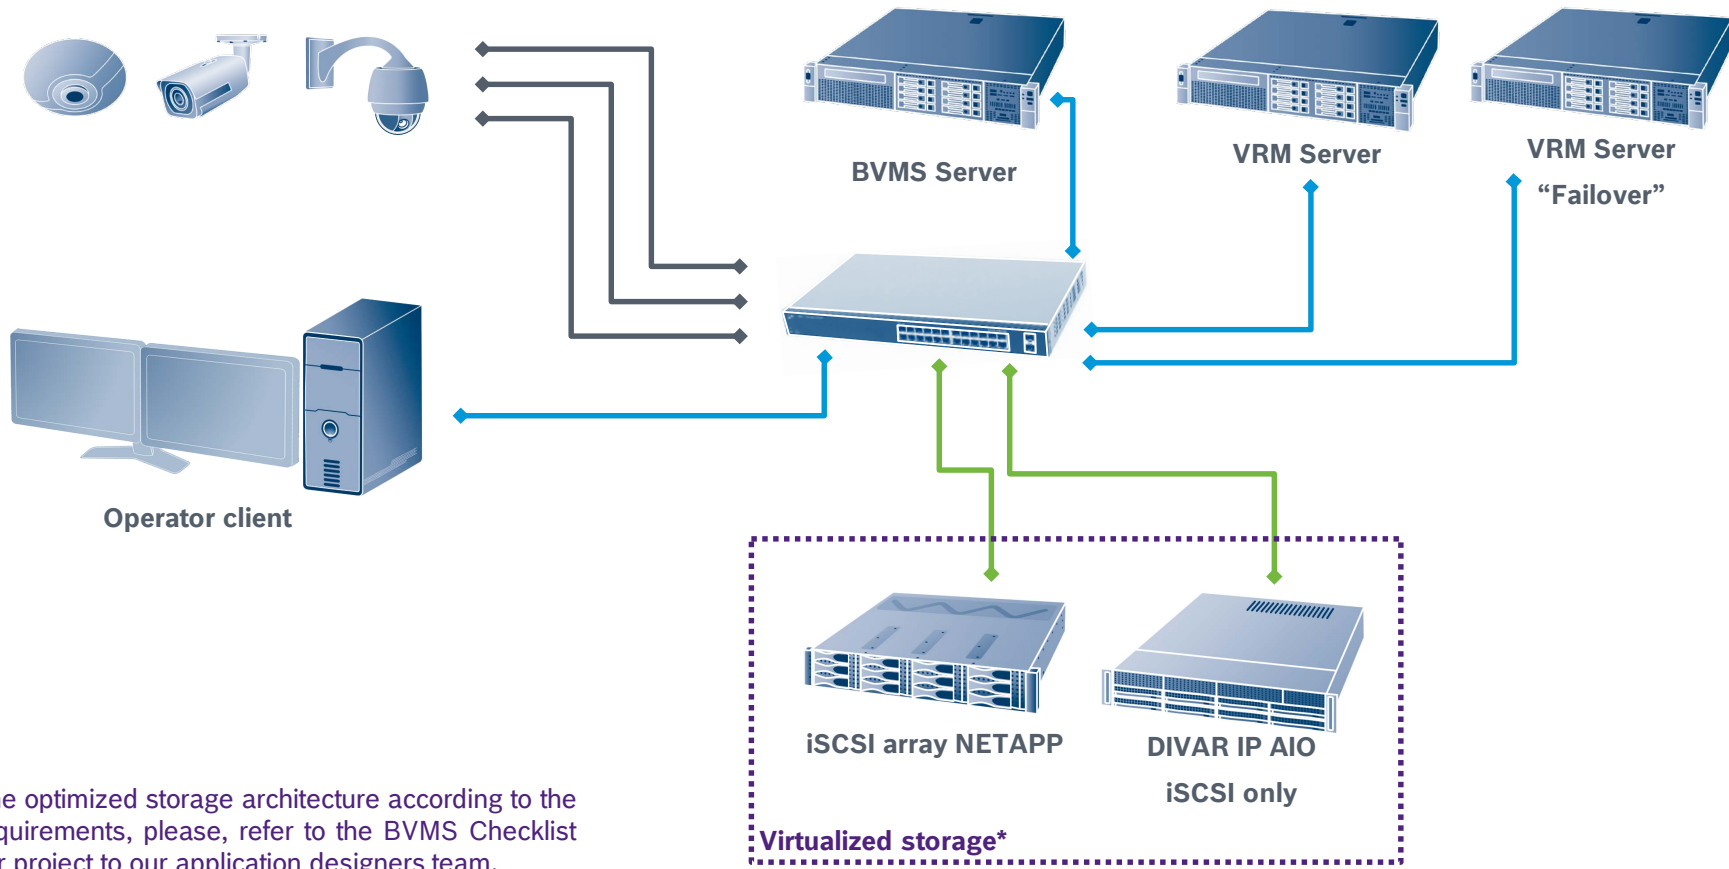 BVMS Server
VRM Server
VRM Server
“Failover”
Operator client
iSCSI array NETAPP
DIVAR IP AIO
iSCSI only
Virtualized storage*
optimized storage architecture according to the
please, refer to the BVMS Checklist
project to our application designers team.